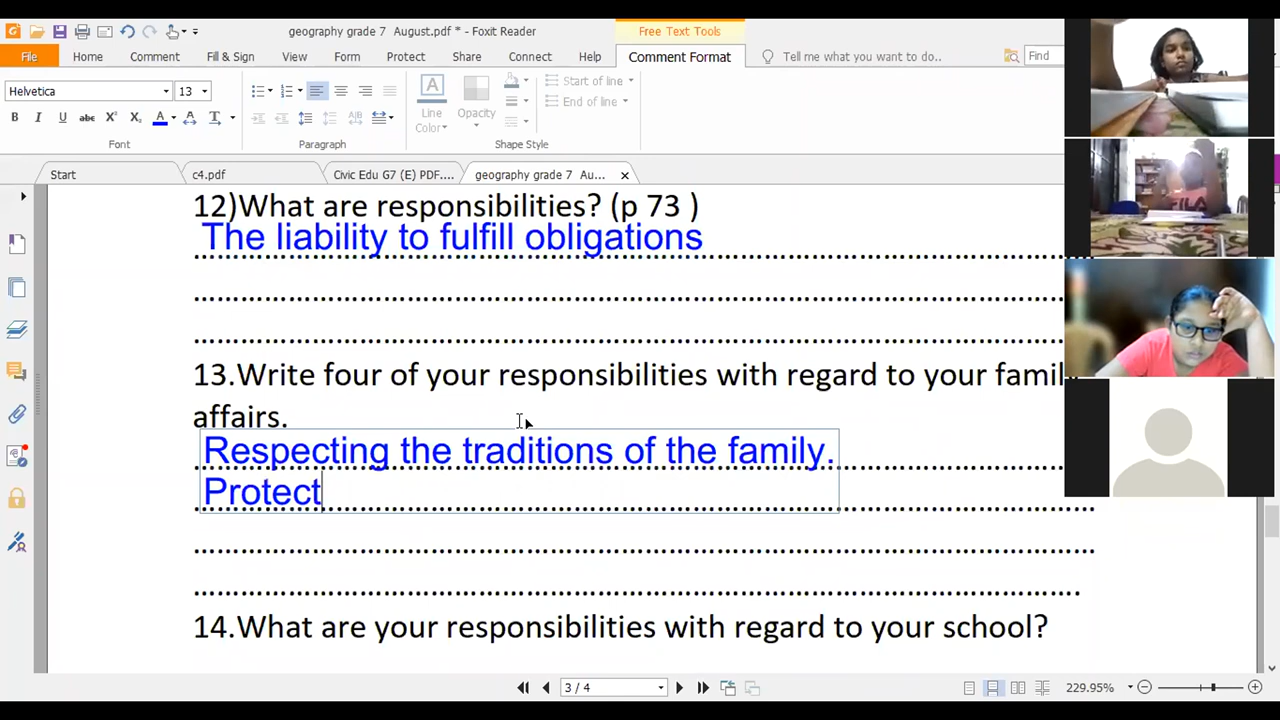 geography grade 7 August.pdf * - Foxit Reader
Free Text Tools
File Home Comment Fill & Sign View Form Protect Share Connect Help Comment Format Tell me what you want to do.. Find
Helvetica 13 Line Color Opacity Start of line End of line
B I U abc X² X₂ A A T
Font Paragraph Shape Style
Start c4.pdf Civic Edu G7 (E) PDF.... geography grade 7 Au...
12)What are responsibilities? (p 73 )
The liability to fulfill obligations
13.Write four of your responsibilities with regard to your famil
affairs.
Respecting the traditions of the family.
Protect
14.What are your responsibilities with regard to your school?
3 / 4 229.95%